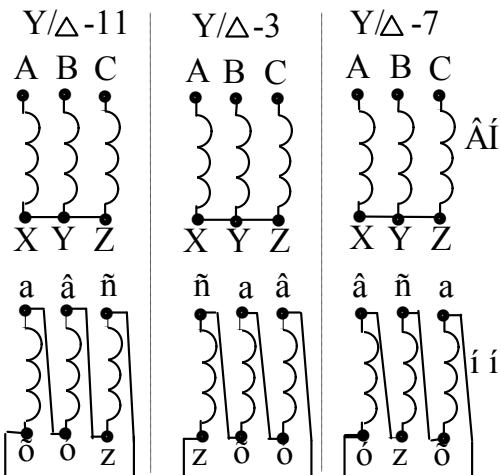 Y/△-11 Y/△-3 Y/△-7
A B C A B C A B C
ÂÍ
X Y Z X Y Z X Y Z
a â ñ ñ a â â ñ a
í í
õ ó z z õ o ó z õ